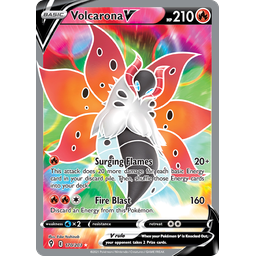 BASIC
Volcarona V
HP 210
Surging Flames 20+
This attack does 20 more damage for each Basic Energy
card in your discard pile. Then, shuffle those Energy cards
into your deck.
Fire Blast 160
Discard an Energy from this Pokémon.
weakness ×2 resistance retreat
V rule
When your Pokémon V is Knocked Out,
your opponent takes 2 Prize cards.